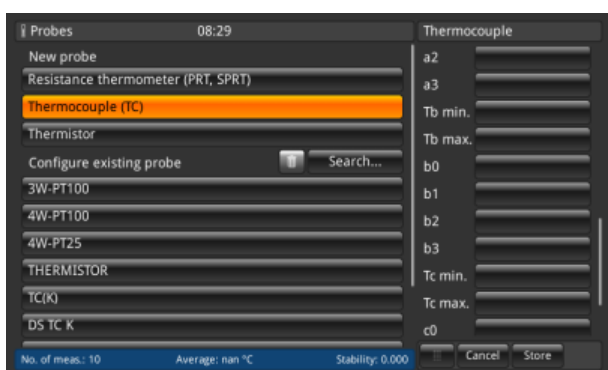 Probes 08:29
New probe
Resistance thermometer (PRT, SPRT)
Thermocouple (TC)
Thermistor
Configure existing probe Search...
3W-PT100
4W-PT100
4W-PT25
THERMISTOR
TC(K)
DS TC K
No. of meas.: 10 Average: nan °C Stability: 0.000
Thermocouple
a2
a3
Tb min.
Tb max.
b0
b1
b2
b3
Tc min.
Tc max.
c0
Cancel Store